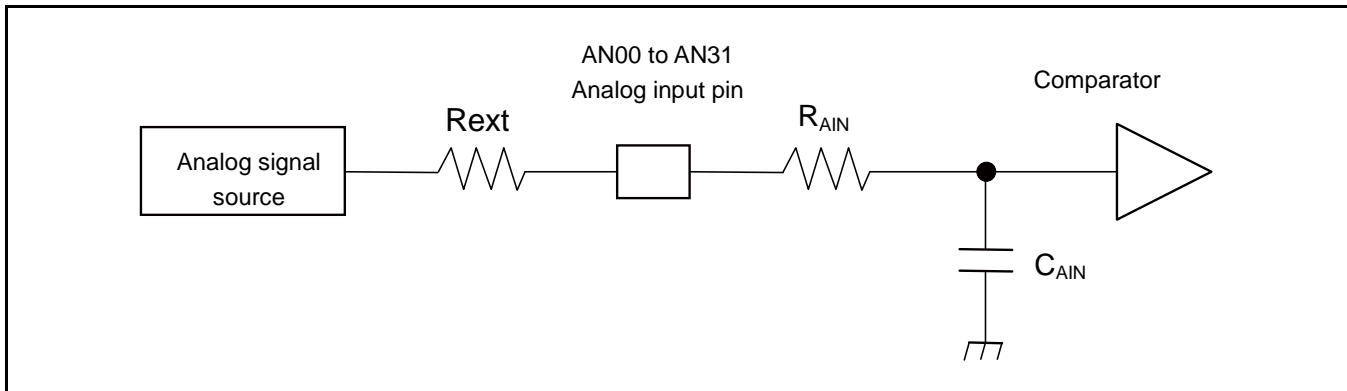 AN00 to AN31
Analog input pin
Comparator
Rext
RAIN
Analog signal
source
CAIN